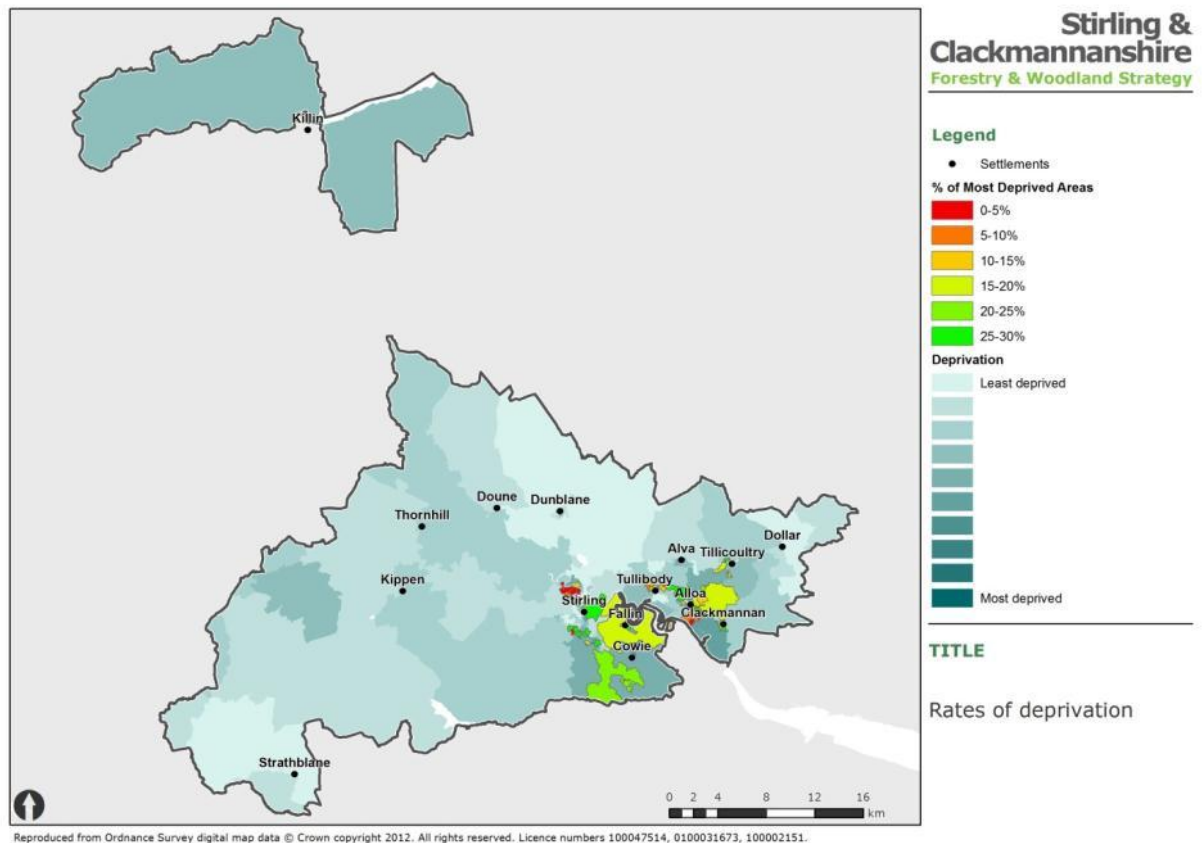 Stirling &
Clackmannanshire
Forestry & Woodland Strategy
Legend
Settlements
% of Most Deprived Areas
0-5%
5-10%
10-15%
15-20%
20-25%
25-30%
Deprivation
Least deprived
Most deprived
TITLE
Rates of deprivation
Killin
Doune
Dunblane
Thornhill
Dollar
Alva
Tillicoultry
Kippen
Tullibody
Stirling
Alloa
Fallin
Clackmannan
Cowie
Strathblane
0 2 4 8 12 16
km
Reproduced from Ordnance Survey digital map data © Crown copyright 2012. All rights reserved. Licence numbers 100047514, 0100031673, 100002151.